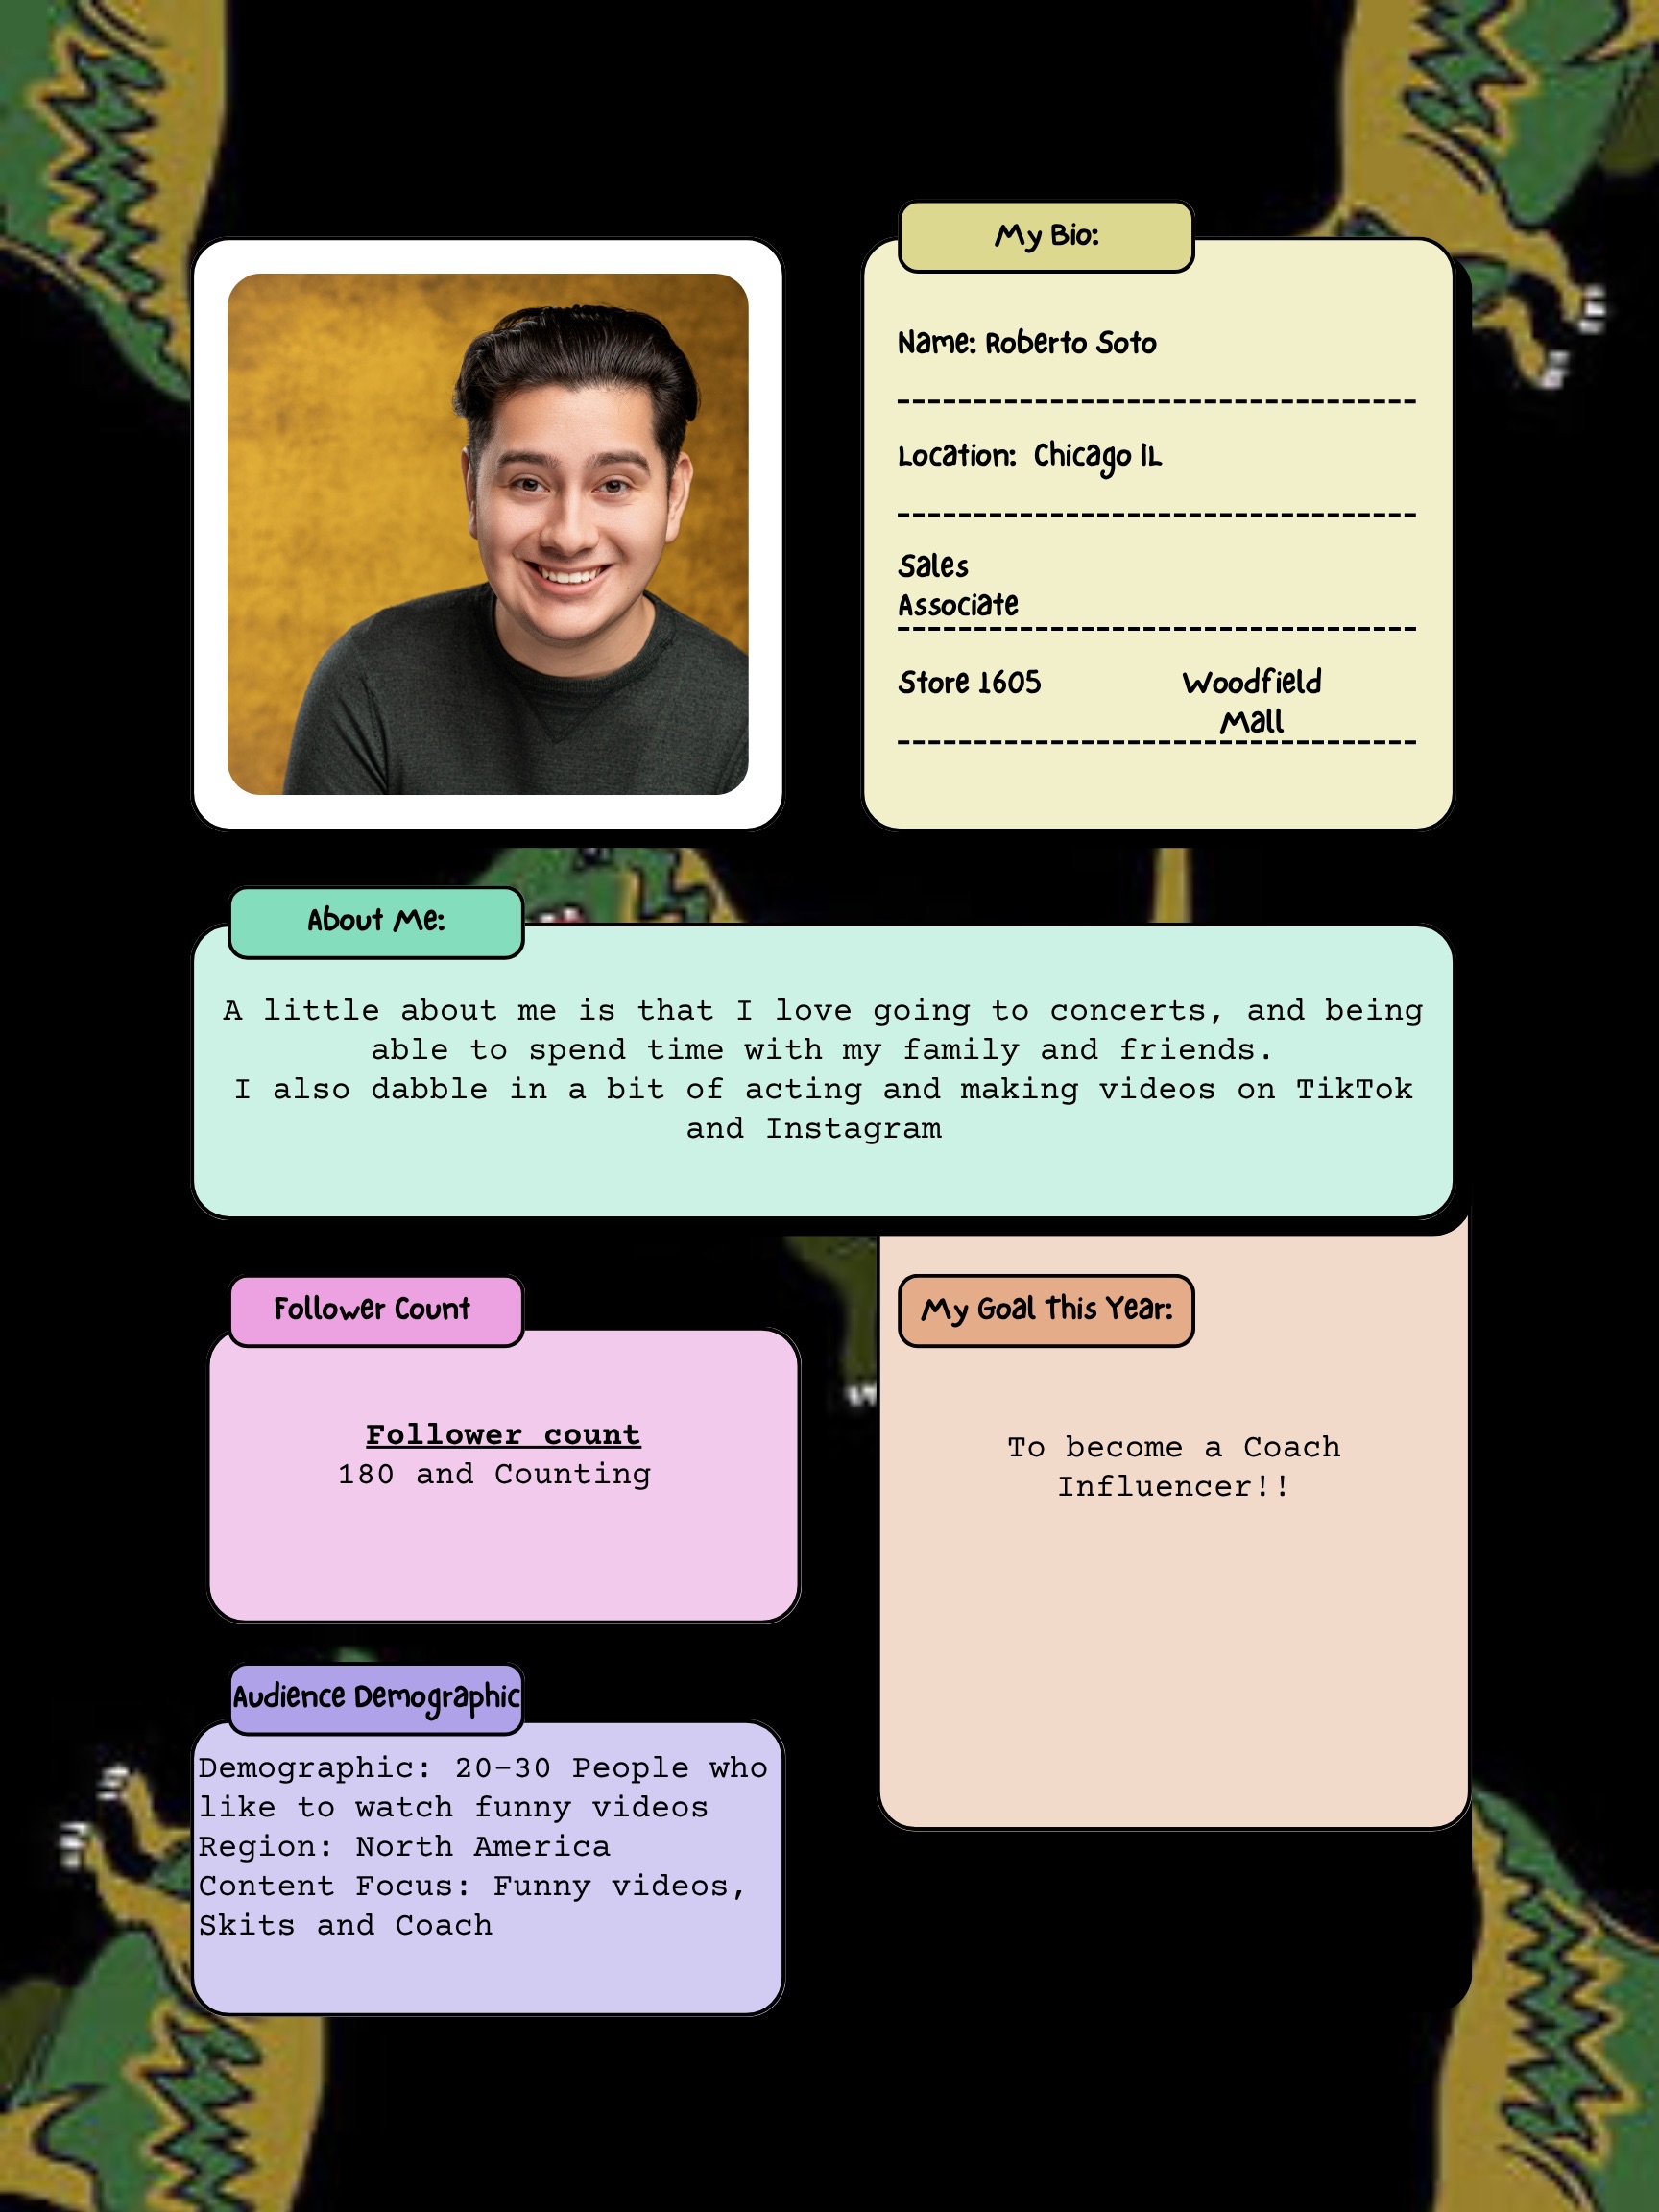 My Bio:
Name: Roberto Soto
Location: Chicago IL
Sales
Associate
Store 1605
Woodfield
Mall
About Me:
A little about me is that I love going to concerts, and being
able to spend time with my family and friends.
I also dabble in a bit of acting and making videos on TikTok
and Instagram
Follower Count
Follower count
180 and Counting
My Goal This Year:
To become a Coach
Influencer!!
Audience Demographic
Demographic: 20-30 People who
like to watch funny videos
Region: North America
Content Focus: Funny videos,
Skits and Coach